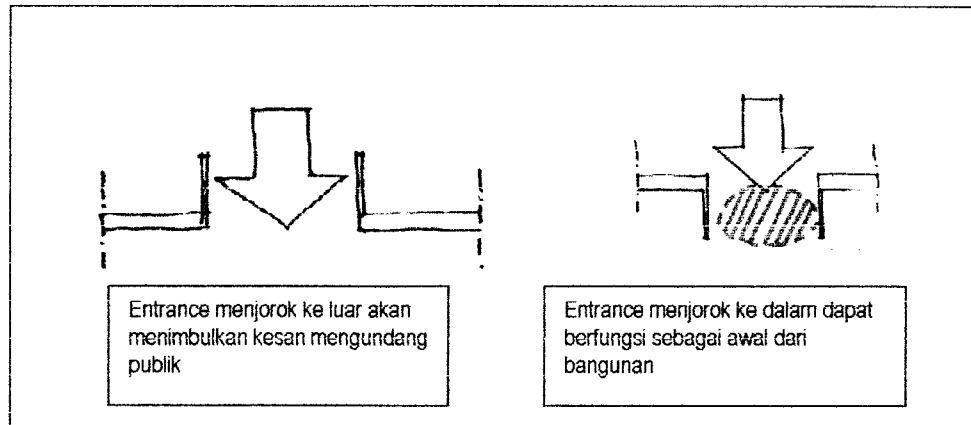 Entrance menjorok ke luar akan
menimbulkan kesan mengundang
publik
Entrance menjorok ke dalam dapat
berfungsi sebagai awal dari
bangunan